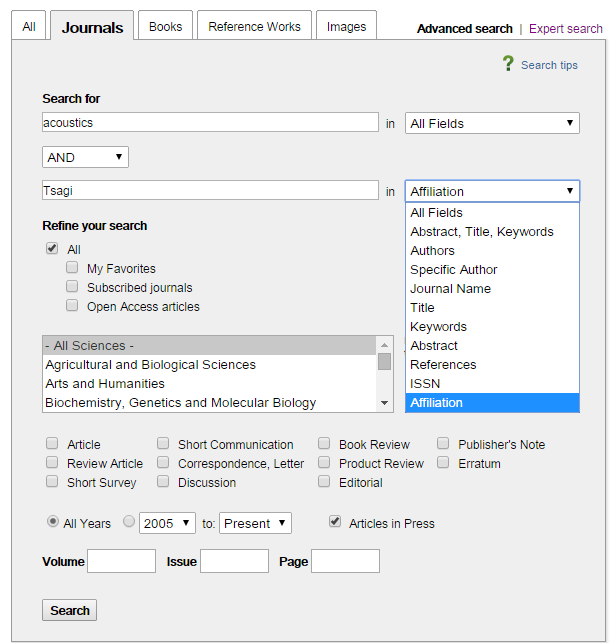 All Journals Books Reference Works Images Advanced search | Expert search
? Search tips
Search for
acoustics in All Fields
AND
Tsagi in Affiliation
All Fields
Abstract, Title, Keywords
Authors
Specific Author
Journal Name
Title
Keywords
Abstract
References
ISSN
Affiliation
Refine your search
All
My Favorites
Subscribed journals
Open Access articles
- All Sciences -
Agricultural and Biological Sciences
Arts and Humanities
Biochemistry, Genetics and Molecular Biology
Article Short Communication Book Review Publisher's Note
Review Article Correspondence, Letter Product Review Erratum
Short Survey Discussion Editorial
All Years 2005 to: Present Articles in Press
Volume Issue Page
Search